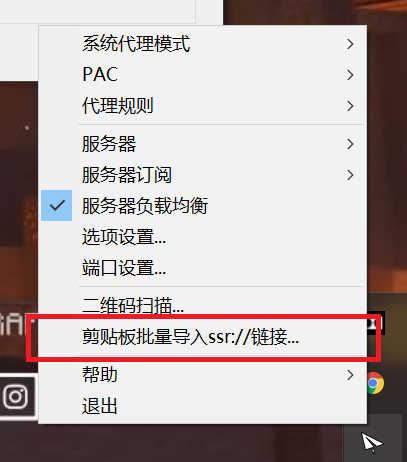 系统代理模式
PAC
代理规则
服务器
服务器订阅
服务器负载均衡
选项设置...
端口设置...
二维码扫描...
剪贴板批量导入ssr://链接...
帮助
退出